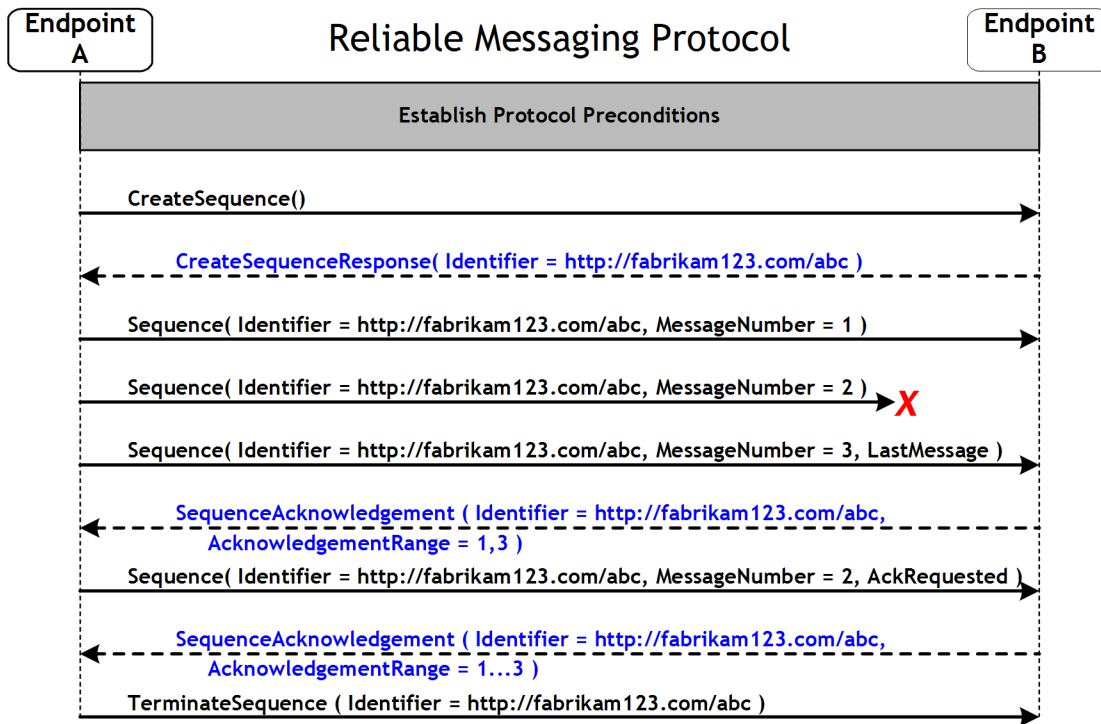 Endpoint
A
Reliable Messaging Protocol
Endpoint
B
Establish Protocol Preconditions
CreateSequence()
CreateSequenceResponse( Identifier = http://fabrikam123.com/abc )
Sequence( Identifier = http://fabrikam123.com/abc, MessageNumber = 1 )
Sequence( Identifier = http://fabrikam123.com/abc, MessageNumber = 2 )
X
Sequence( Identifier = http://fabrikam123.com/abc, MessageNumber = 3, LastMessage )
SequenceAcknowledgement ( Identifier = http://fabrikam123.com/abc,
AcknowledgementRange = 1,3 )
Sequence( Identifier = http://fabrikam123.com/abc, MessageNumber = 2, AckRequested )
SequenceAcknowledgement ( Identifier = http://fabrikam123.com/abc,
AcknowledgementRange = 1...3 )
TerminateSequence ( Identifier = http://fabrikam123.com/abc )